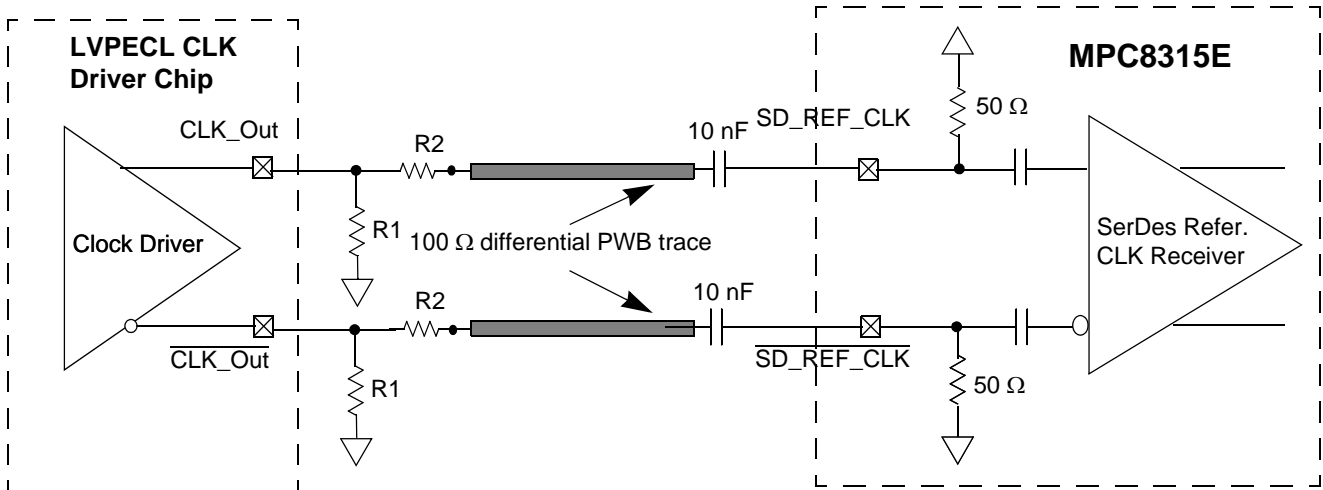 LVPECL CLK
Driver Chip
MPC8315E
CLK_Out
R2
10 nF
SD_REF_CLK
50 Ω
R1
Clock Driver
100 Ω differential PWB trace
SerDes Refer.
CLK Receiver
R2
10 nF
CLK_Out
SD_REF_CLK
R1
50 Ω